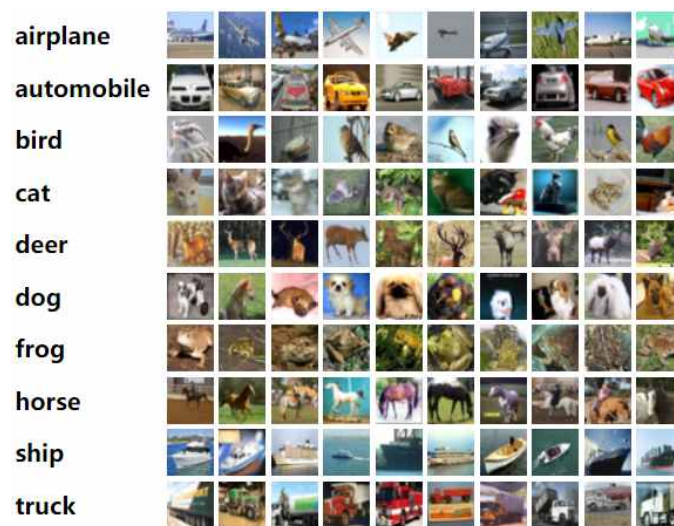 airplane
automobile
bird
cat
deer
dog
frog
horse
ship
truck